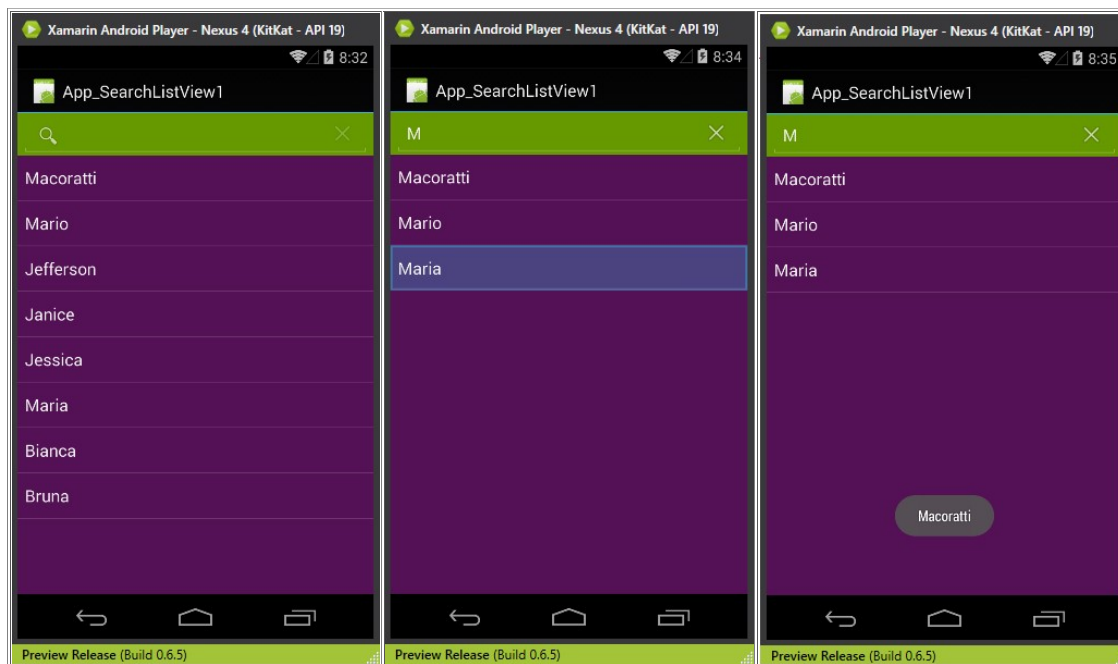 Xamarin Android Player - Nexus 4 (KitKat - API 19)
8:32
App_SearchListView1
Macoratti
Mario
Jefferson
Janice
Jessica
Maria
Bianca
Bruna
Preview Release (Build 0.6.5)
Xamarin Android Player - Nexus 4 (KitKat - API 19)
8:34
App_SearchListView1
M
Macoratti
Mario
Maria
Preview Release (Build 0.6.5)
Xamarin Android Player - Nexus 4 (KitKat - API 19)
8:35
App_SearchListView1
M
Macoratti
Mario
Maria
Macoratti
Preview Release (Build 0.6.5)